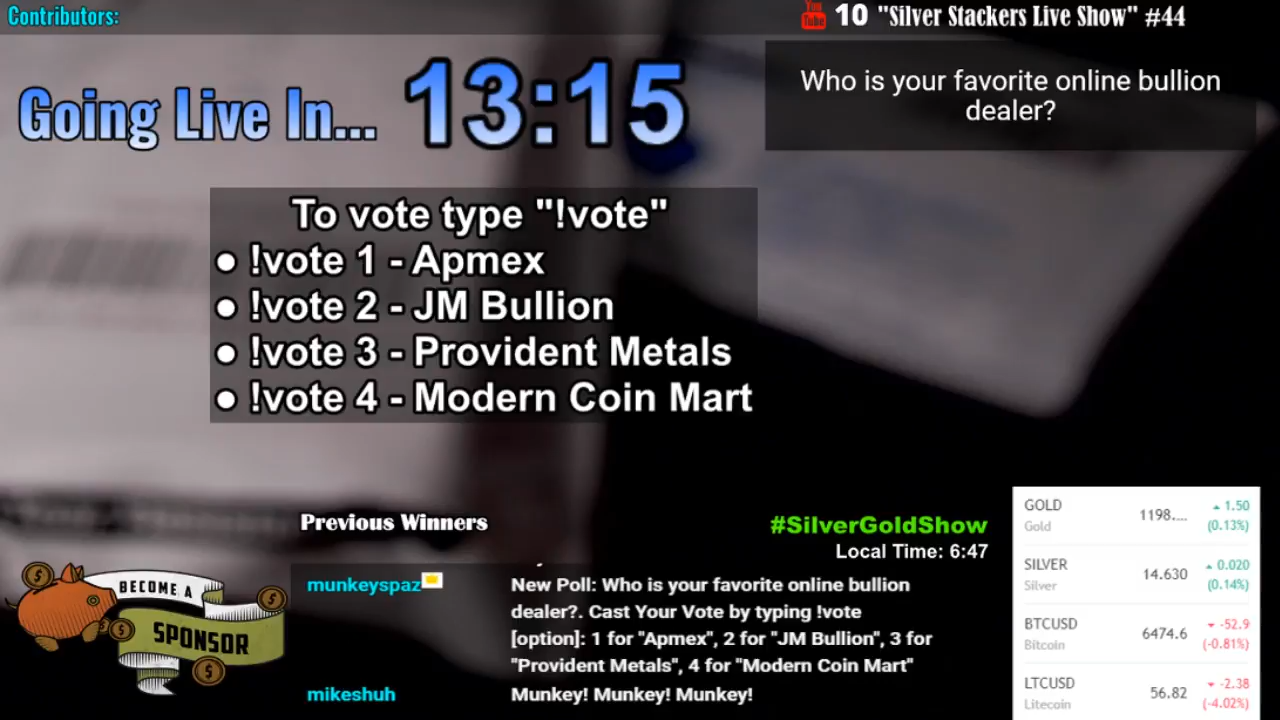 Contributors:
You
Tube
10 "Silver Stackers Live Show" #44
Going Live In...
13:15
Who is your favorite online bullion
dealer?
To vote type "!vote"
● !vote 1 - Apmex
● !vote 2 - JM Bullion
● !vote 3 - Provident Metals
● !vote 4 - Modern Coin Mart
Previous Winners
#SilverGoldShow
Local Time: 6:47
BECOME A
SPONSOR
munkeyspaz
New Poll: Who is your favorite online bullion
dealer?. Cast Your Vote by typing !vote
[option]: 1 for "Apmex", 2 for "JM Bullion", 3 for
"Provident Metals", 4 for "Modern Coin Mart"
mikeshuh
Munkey! Munkey! Munkey!
GOLD 1198.... 1.50
Gold (0.13%)
SILVER 14.630 0.020
Silver (0.14%)
BTCUSD 6474.6 -52.9
Bitcoin (-0.81%)
LTCUSD 56.82 -2.38
Litecoin (-4.02%)